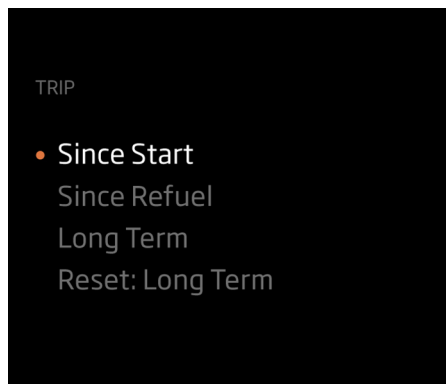 TRIP
Since Start
Since Refuel
Long Term
Reset: Long Term